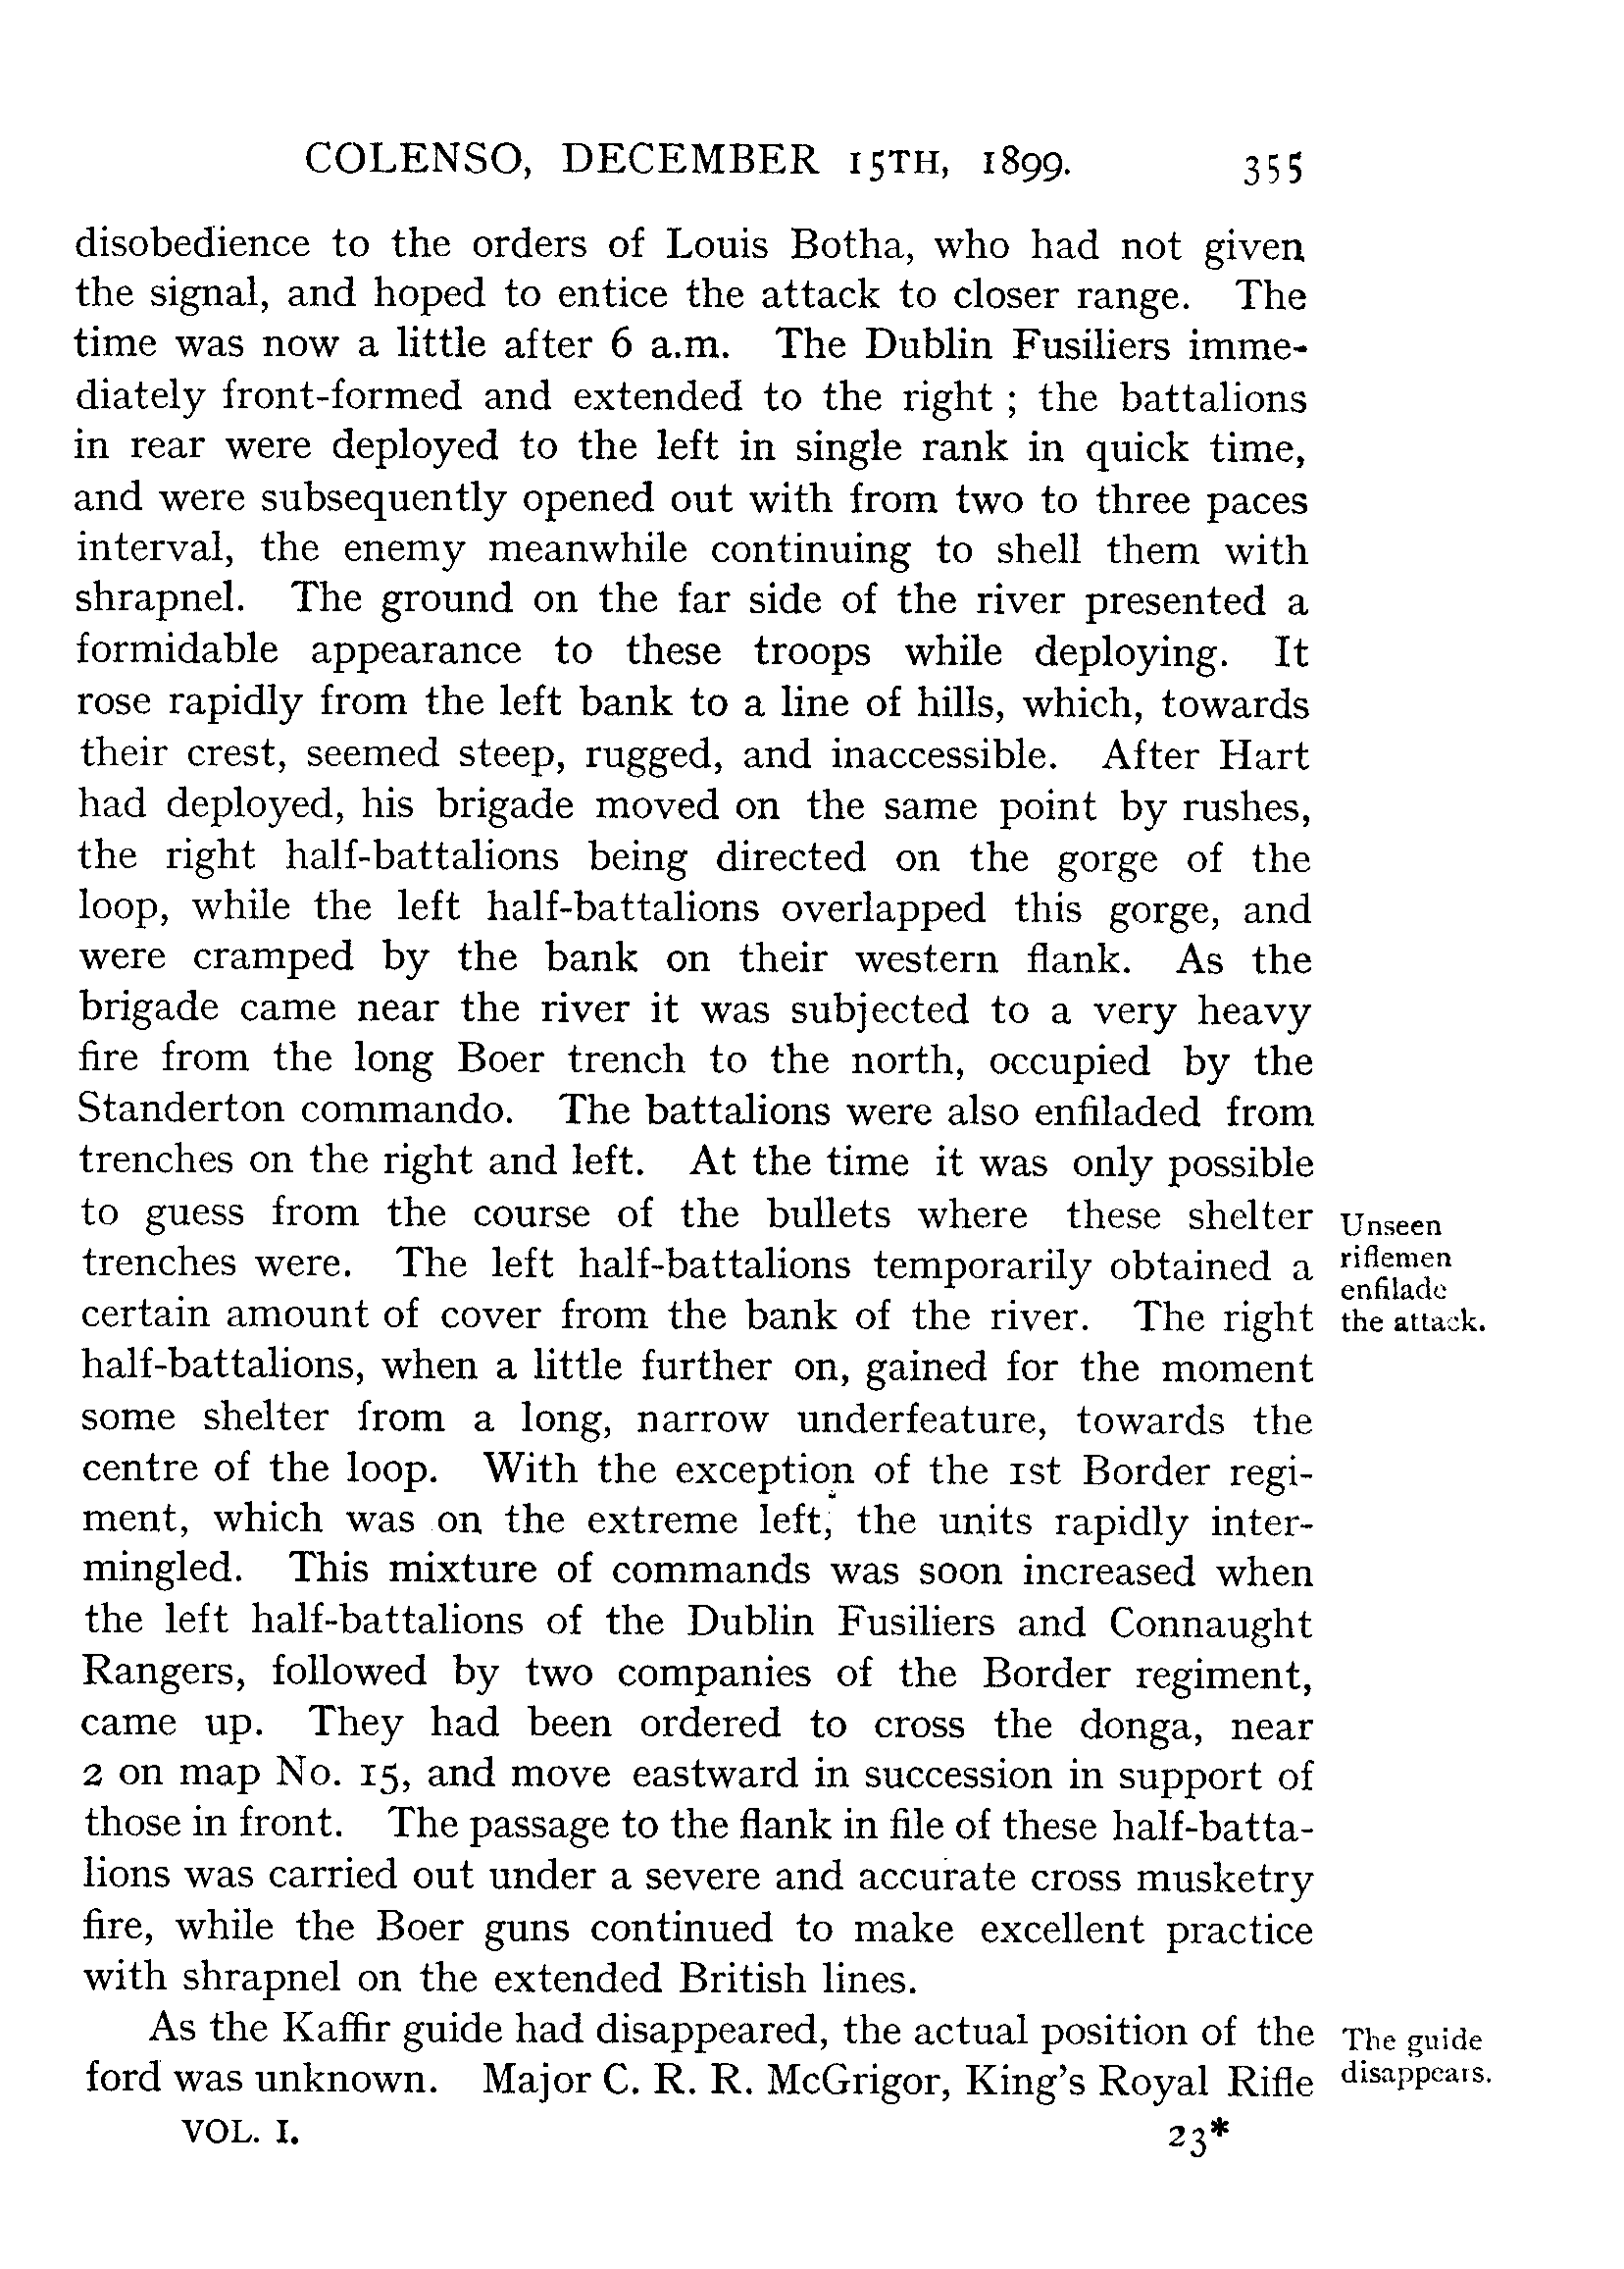 COLENSO, DECEMBER 15TH, 1899. 355
disobedience to the orders of Louis Botha, who had not given
the signal, and hoped to entice the attack to closer range. The
time was now a little after 6 a.m. The Dublin Fusiliers imme-
diately front-formed and extended to the right ; the battalions
in rear were deployed to the left in single rank in quick time,
and were subsequently opened out with from two to three paces
interval, the enemy meanwhile continuing to shell them with
shrapnel. The ground on the far side of the river presented a
formidable appearance to these troops while deploying. It
rose rapidly from the left bank to a line of hills, which, towards
their crest, seemed steep, rugged, and inaccessible. After Hart
had deployed, his brigade moved on the same point by rushes,
the right half-battalions being directed on the gorge of the
loop, while the left half-battalions overlapped this gorge, and
were cramped by the bank on their western flank. As the
brigade came near the river it was subjected to a very heavy
fire from the long Boer trench to the north, occupied by the
Standerton commando. The battalions were also enfiladed from
trenches on the right and left. At the time it was only possible
to guess from the course of the bullets where these shelter
trenches were. The left half-battalions temporarily obtained a
certain amount of cover from the bank of the river. The right
half-battalions, when a little further on, gained for the moment
some shelter from a long, narrow underfeature, towards the
centre of the loop. With the exception of the 1st Border regi-
ment, which was on the extreme left, the units rapidly inter-
mingled. This mixture of commands was soon increased when
the left half-battalions of the Dublin Fusiliers and Connaught
Rangers, followed by two companies of the Border regiment,
came up. They had been ordered to cross the donga, near
2 on map No. 15, and move eastward in succession in support of
those in front. The passage to the flank in file of these half-batta-
lions was carried out under a severe and accurate cross musketry
fire, while the Boer guns continued to make excellent practice
with shrapnel on the extended British lines.
As the Kaffir guide had disappeared, the actual position of the
ford was unknown. Major C. R. R. McGrigor, King's Royal Rifle
VOL. I. 23*
Unseen
riflemen
enfilade
the attack.
The guide
disappears.